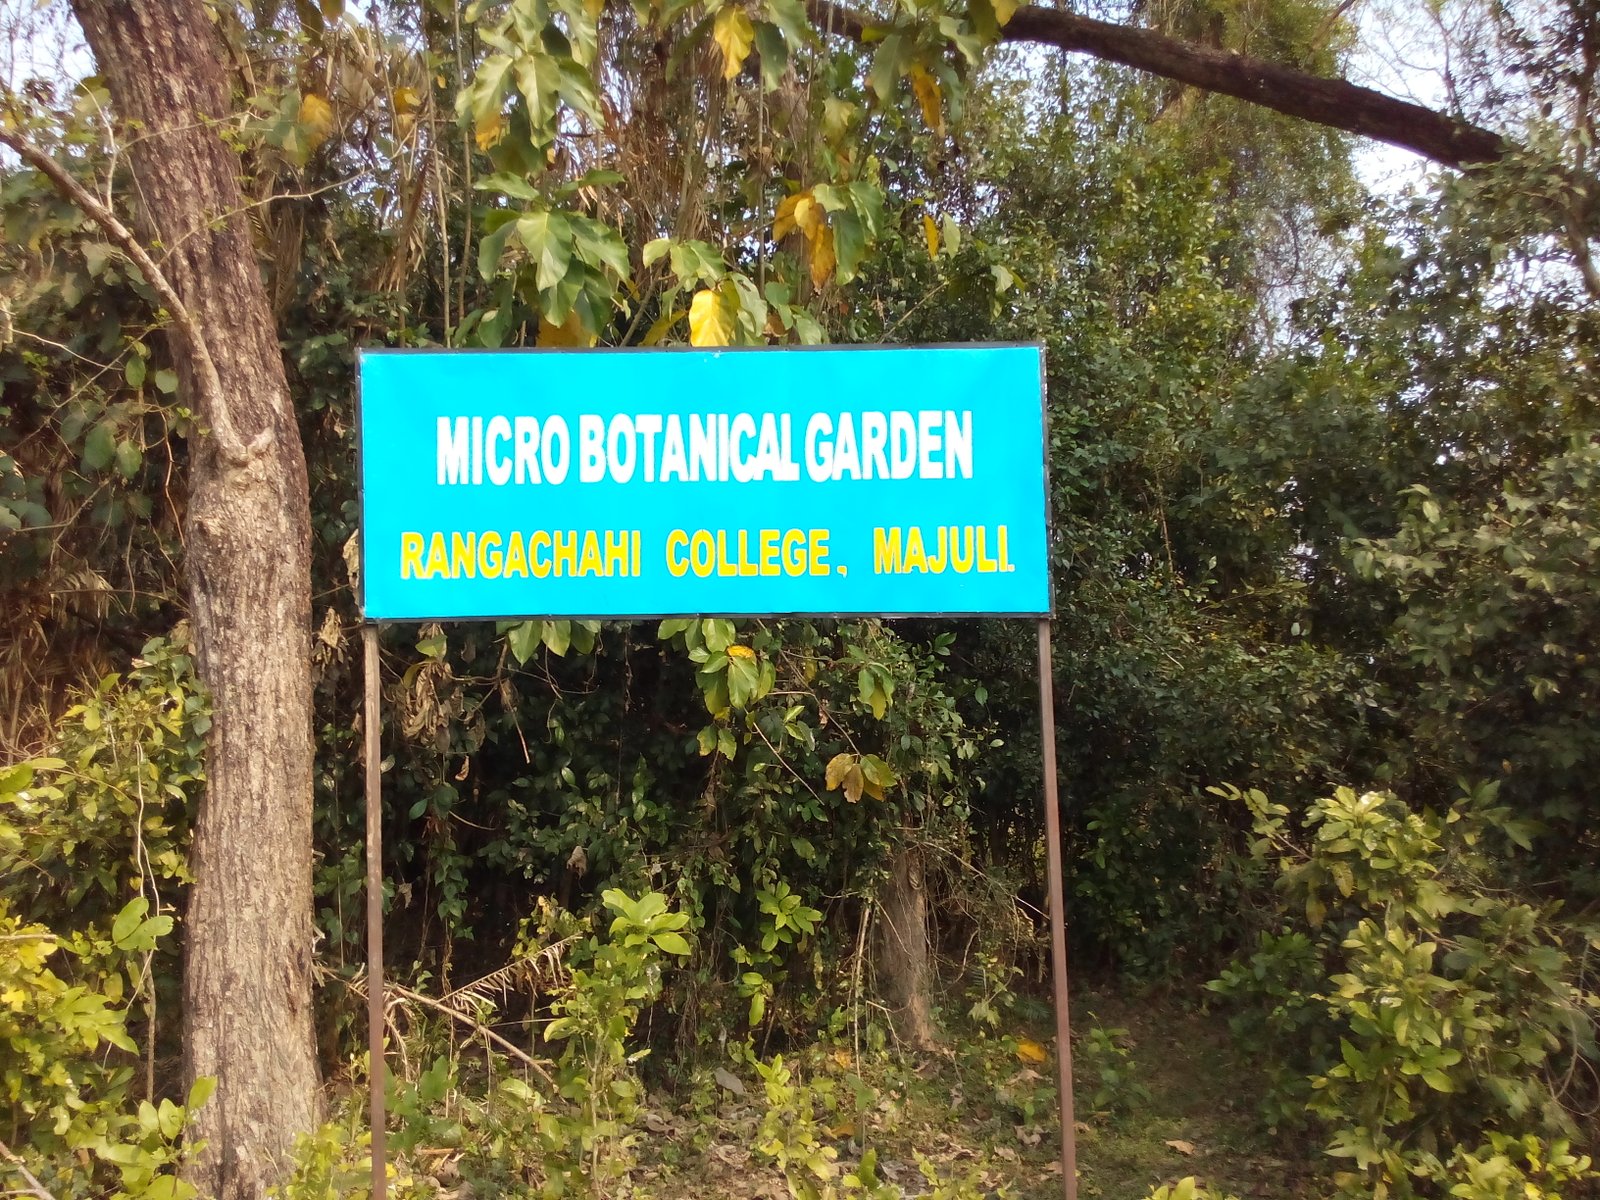 MICRO BOTANICAL GARDEN
RANGACHAHI COLLEGE, MAJULI.